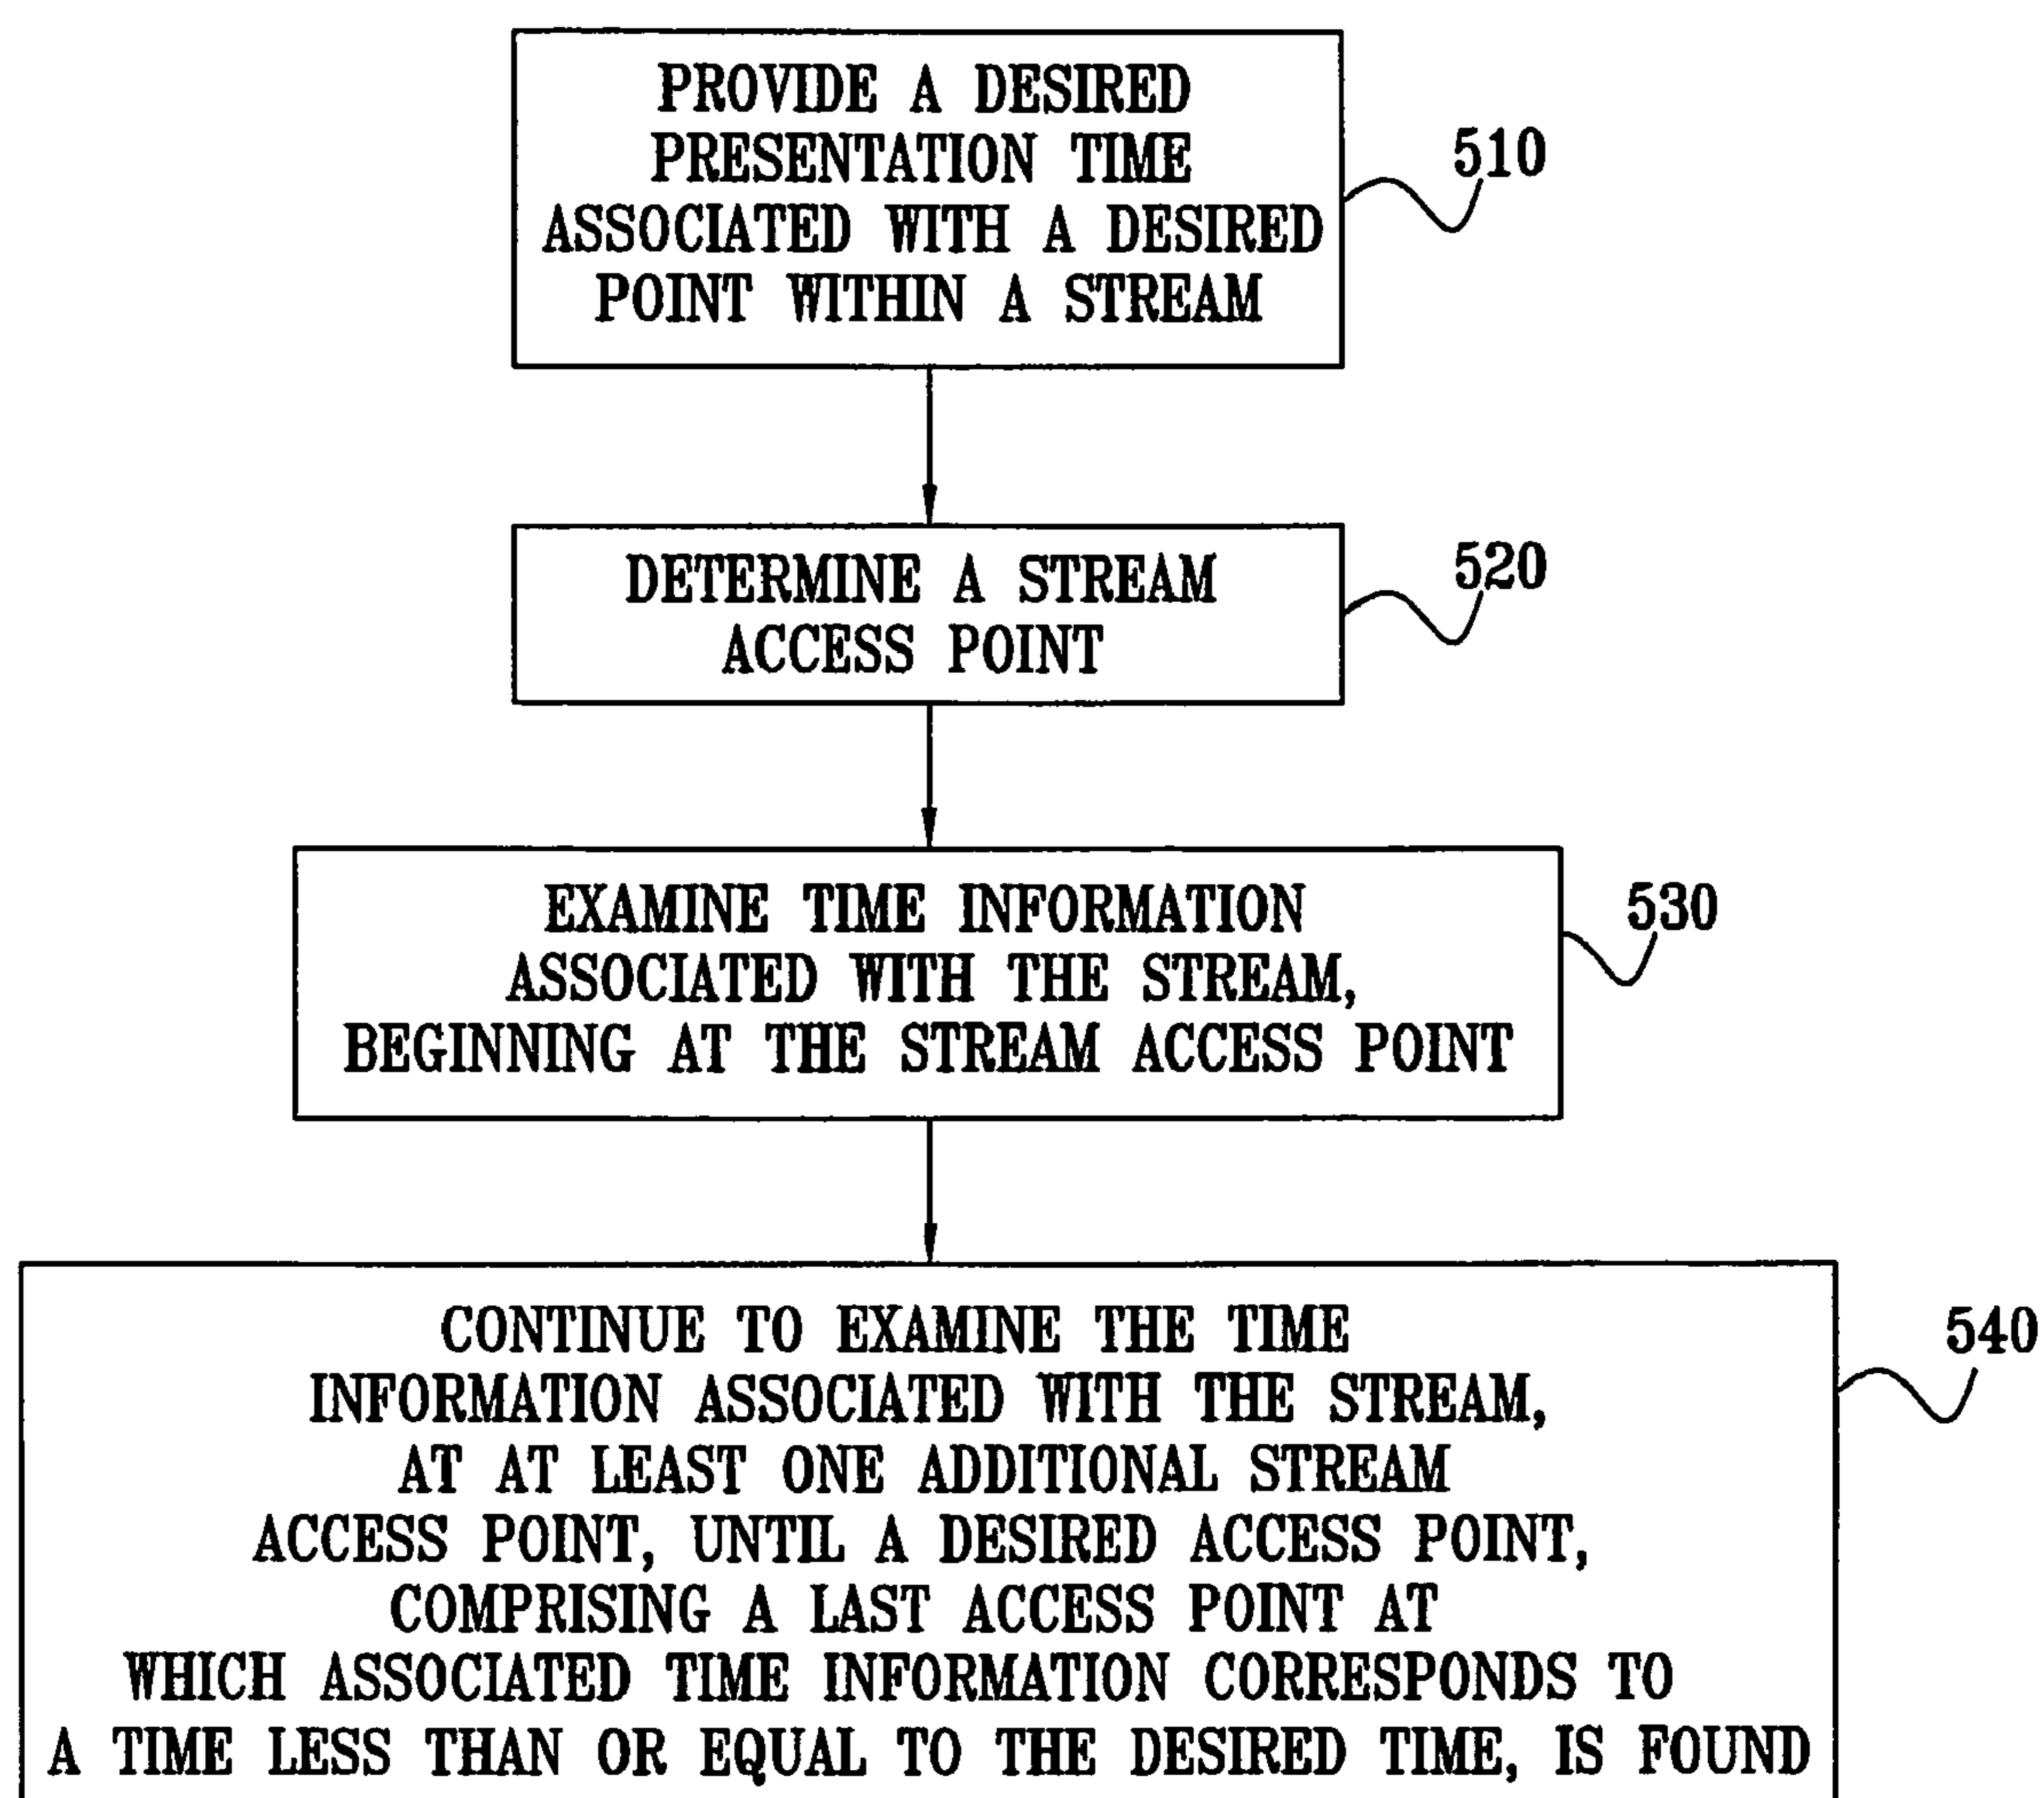 PROVIDE A DESIRED
PRESENTATION TIME
ASSOCIATED WITH A DESIRED
POINT WITHIN A STREAM
510
DETERMINE A STREAM
ACCESS POINT
520
EXAMINE TIME INFORMATION
ASSOCIATED WITH THE STREAM,
BEGINNING AT THE STREAM ACCESS POINT
530
CONTINUE TO EXAMINE THE TIME
INFORMATION ASSOCIATED WITH THE STREAM,
AT AT LEAST ONE ADDITIONAL STREAM
ACCESS POINT, UNTIL A DESIRED ACCESS POINT,
COMPRISING A LAST ACCESS POINT AT
WHICH ASSOCIATED TIME INFORMATION CORRESPONDS TO
A TIME LESS THAN OR EQUAL TO THE DESIRED TIME, IS FOUND
540